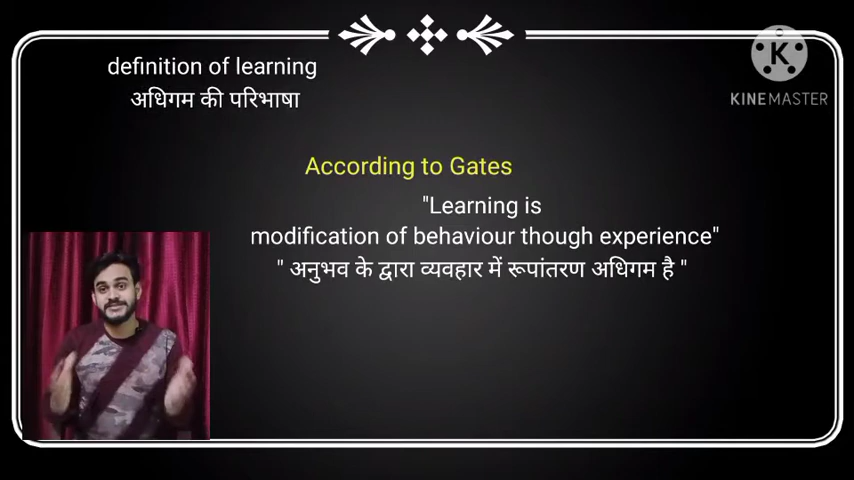 definition of learning
अधिगम की परिभाषा
K
KINEMASTER
According to Gates
"Learning is
modification of behaviour though experience"
" अनुभव के द्वारा व्यवहार में रूपांतरण अधिगम है "